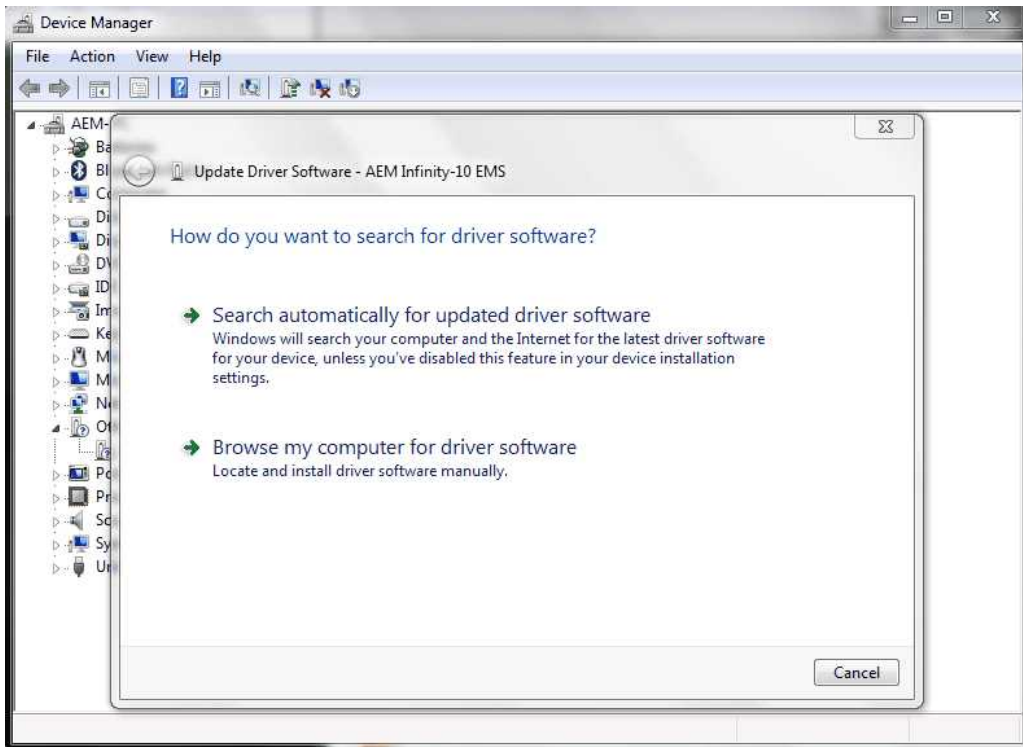 Device Manager
File Action View Help
AEM-
Update Driver Software - AEM Infinity-10 EMS
How do you want to search for driver software?
Search automatically for updated driver software
Windows will search your computer and the Internet for the latest driver software
for your device, unless you've disabled this feature in your device installation
settings.
Browse my computer for driver software
Locate and install driver software manually.
Cancel